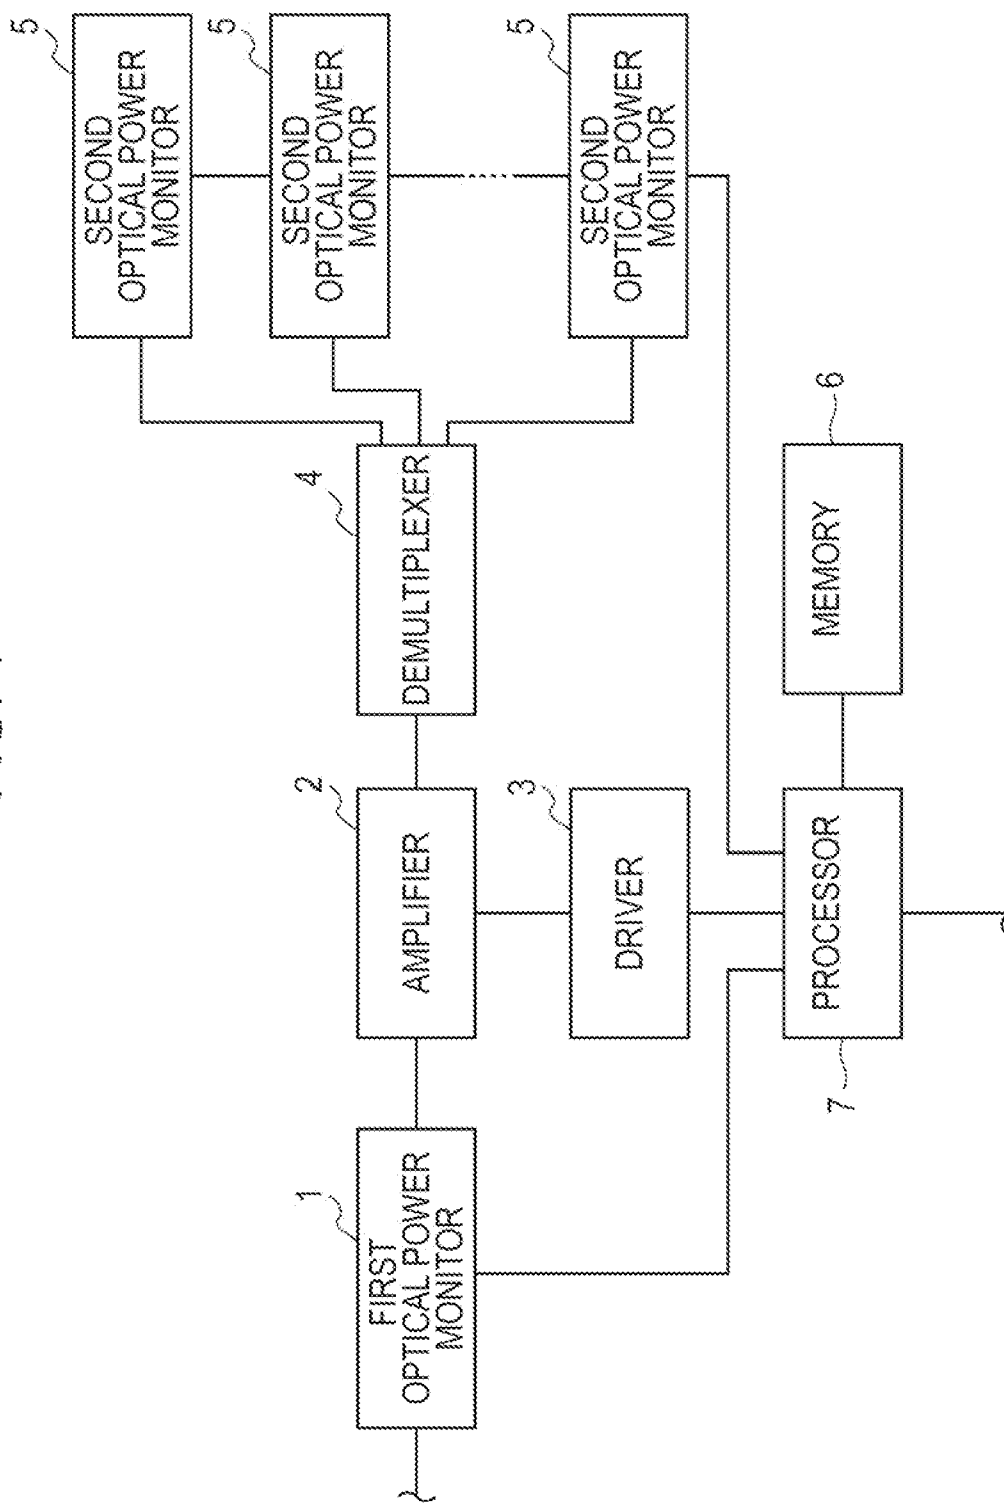 1
FIRST
OPTICAL POWER
MONITOR
2
AMPLIFIER
4
DEMULTIPLEXER
5
SECOND
OPTICAL POWER
MONITOR
5
SECOND
OPTICAL POWER
MONITOR
5
SECOND
OPTICAL POWER
MONITOR
3
DRIVER
7
PROCESSOR
6
MEMORY